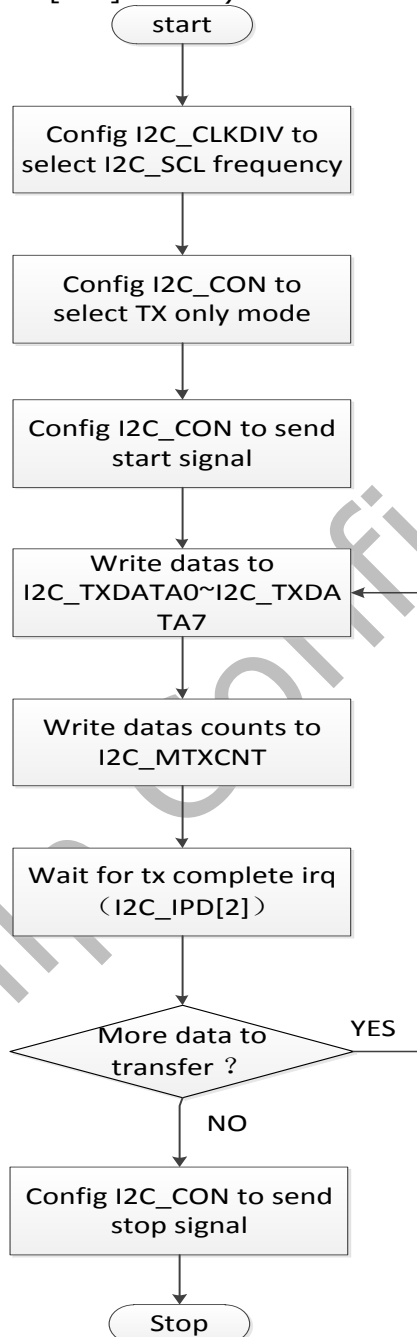 start
Config I2C_CLKDIV to
select I2C_SCL frequency
Config I2C_CON to
select TX only mode
Config I2C_CON to send
start signal
Write datas to
I2C_TXDATA0~I2C_TXDA
TA7
Write datas counts to
I2C_MTXCNT
Wait for tx complete irq
（I2C_IPD[2]）
More data to
transfer ？
YES
NO
Config I2C_CON to send
stop signal
Stop